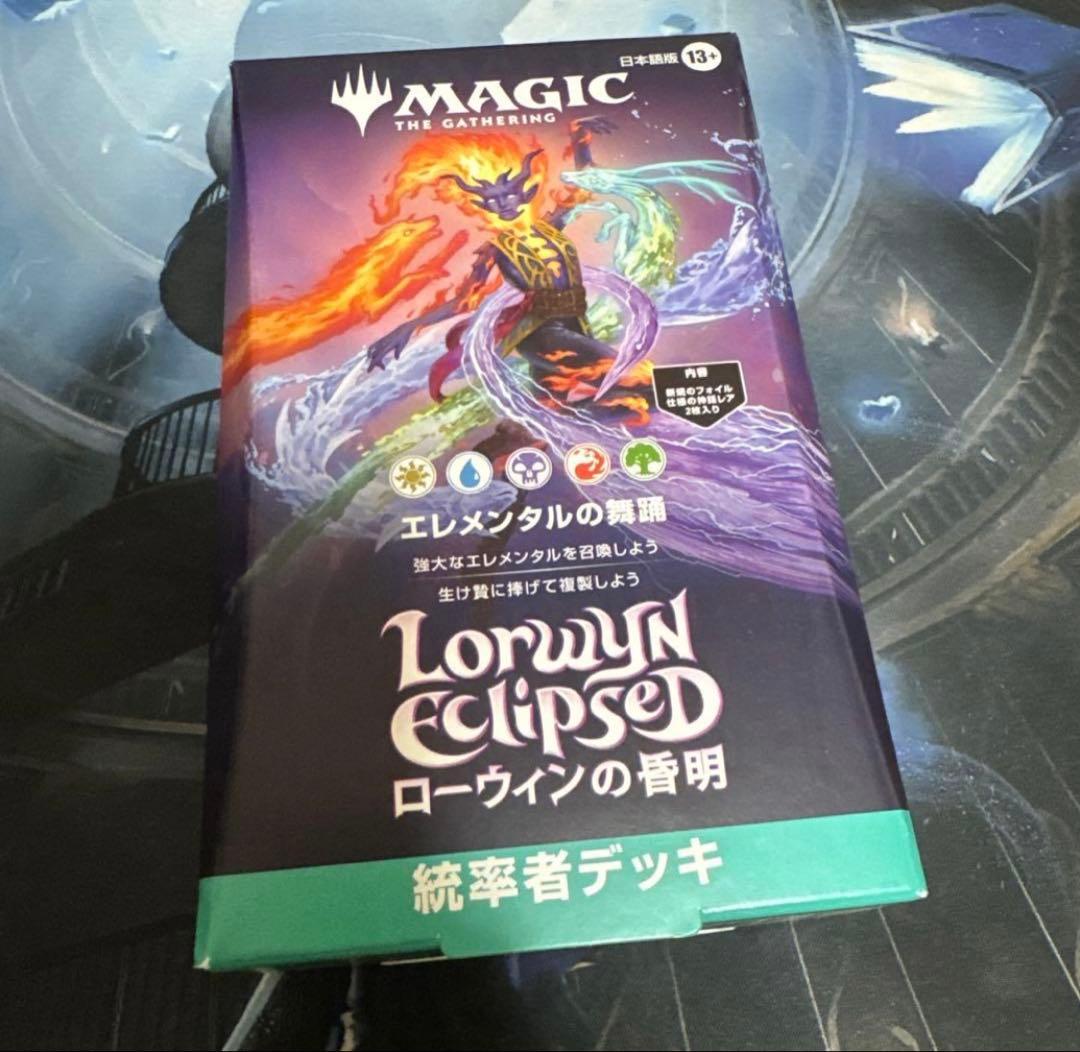 日本語版 13+
MAGIC
THE GATHERING
内容
新規のフォイル
仕様の神話レア
2枚入り
エレメンタルの舞踊
強大なエレメンタルを召喚しよう
生け贄に捧げて複製しよう
Lorwyn
Eclipsed
ローウィンの昏明
統率者デッキ